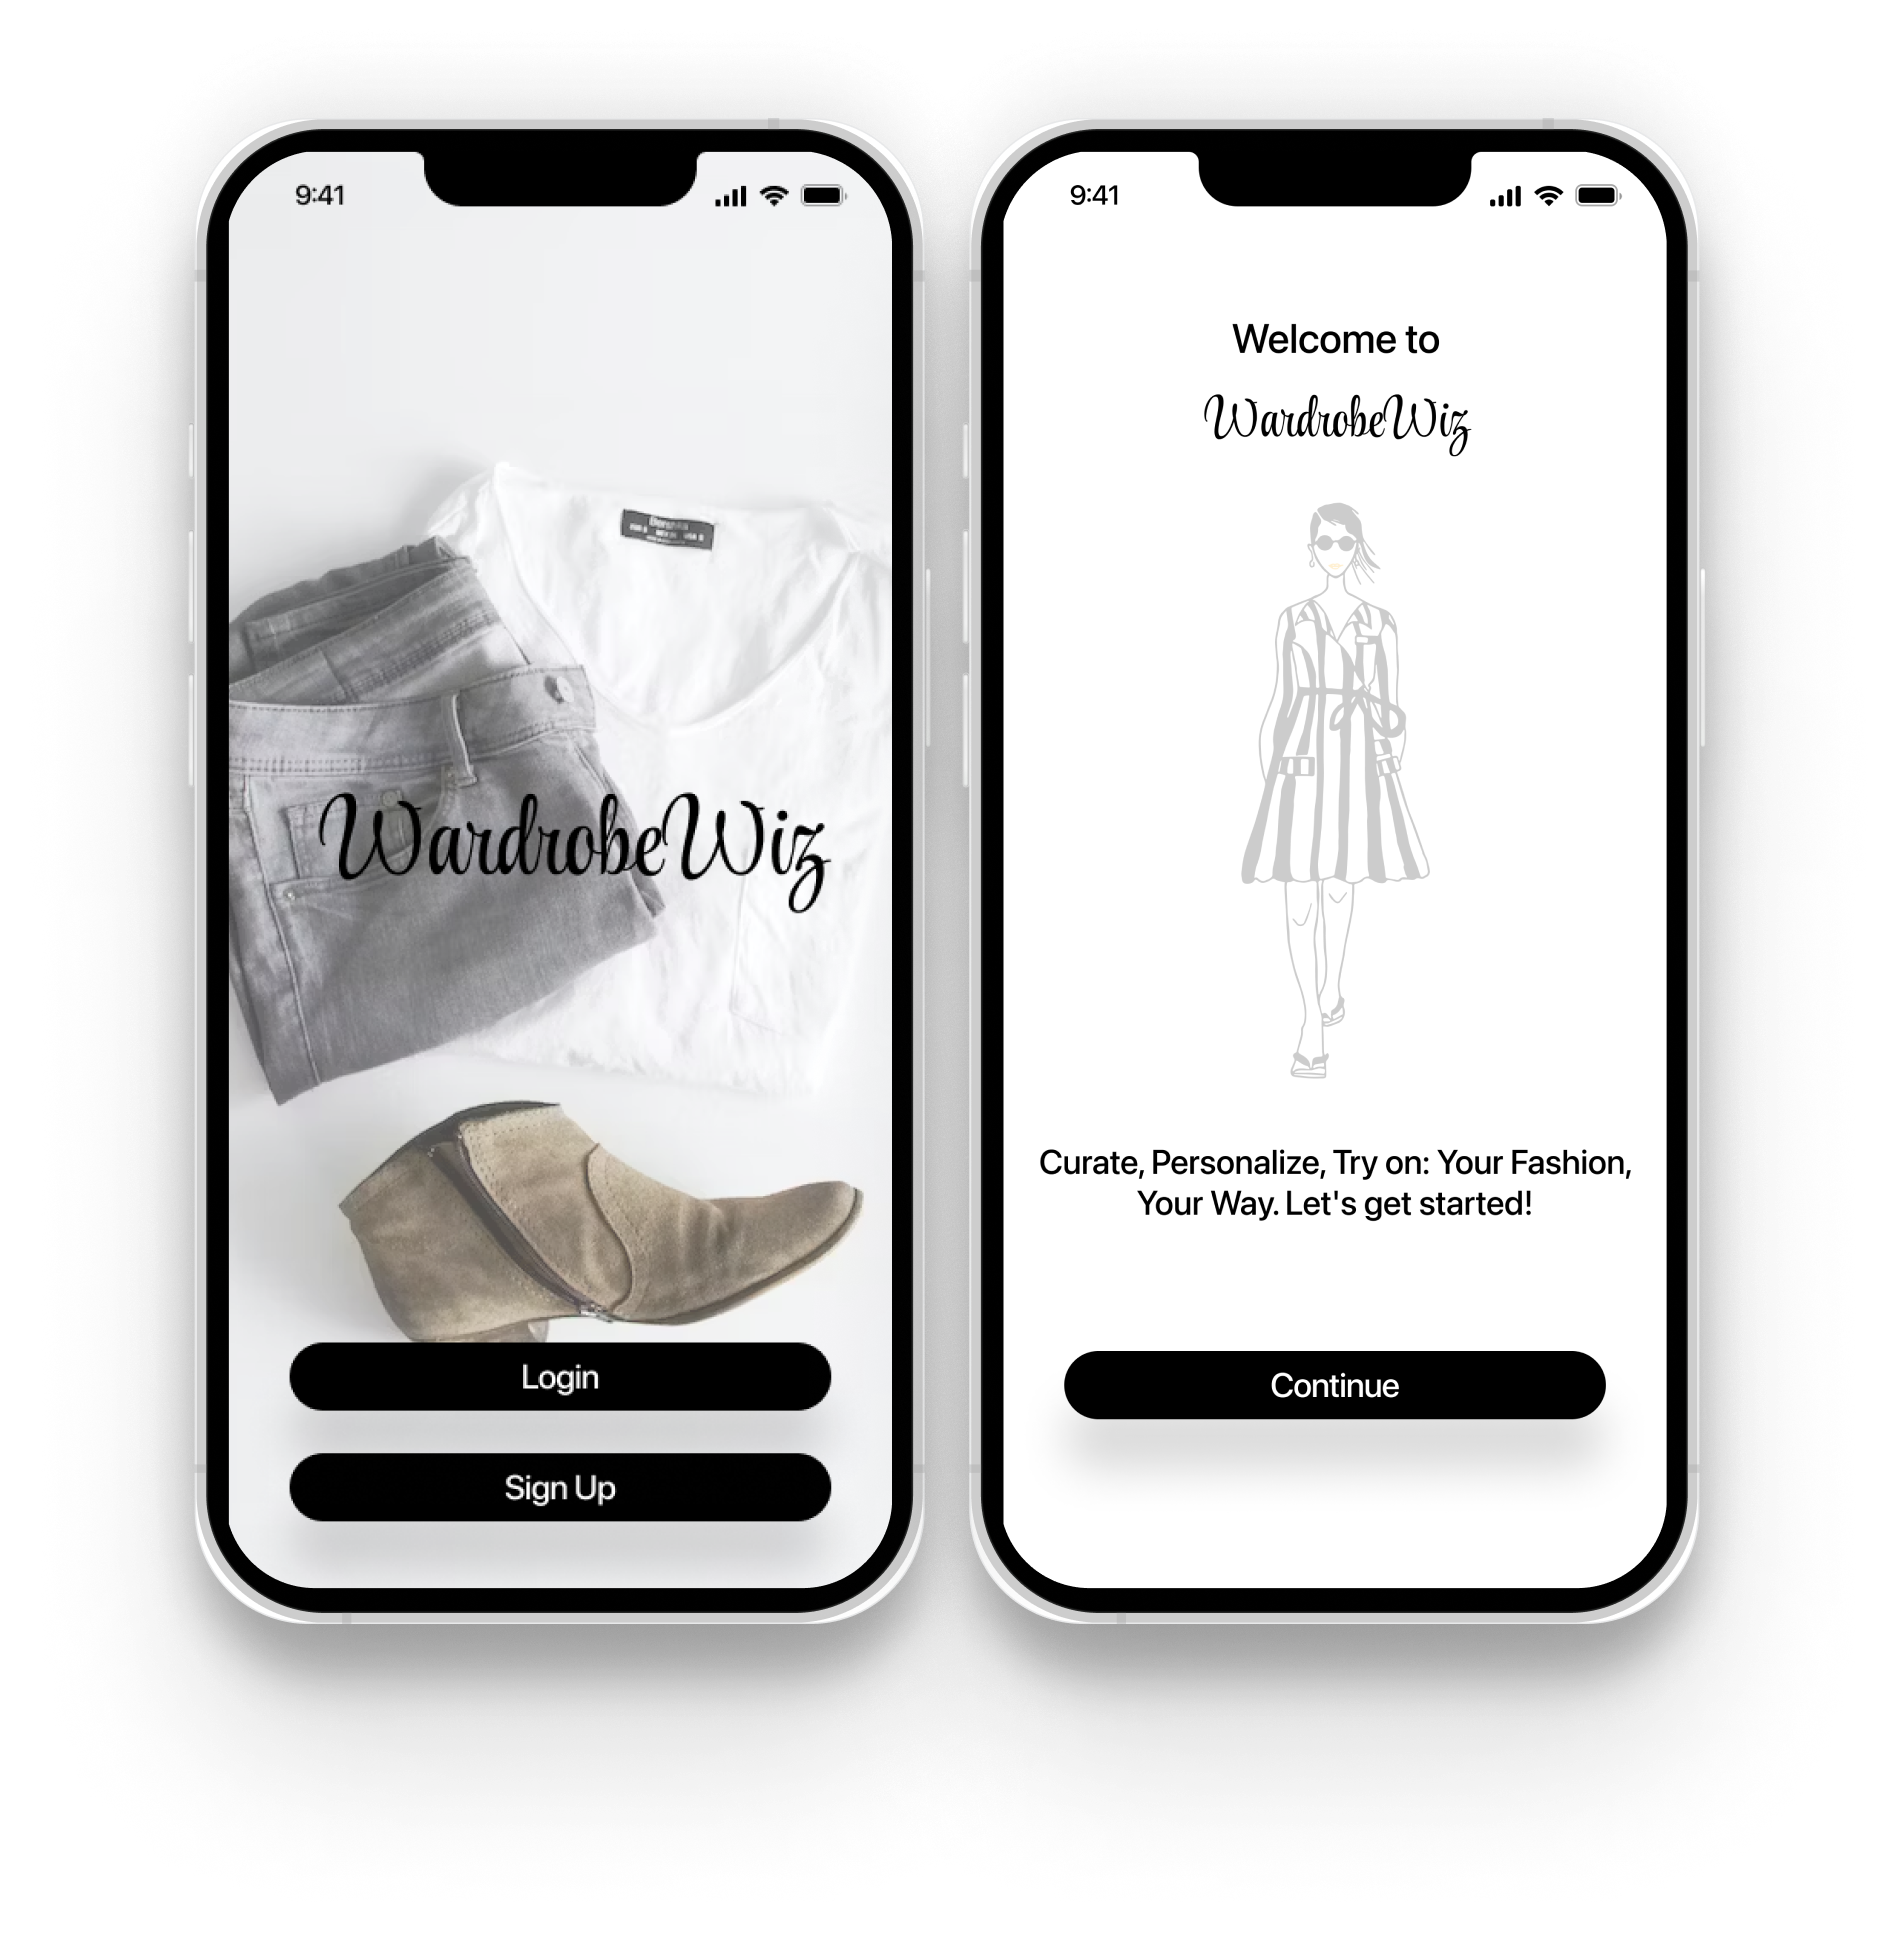 9:41
WardrobeWiz
Login
Sign Up
9:41
Welcome to
WardrobeWiz
Curate, Personalize, Try on: Your Fashion,
Your Way. Let's get started!
Continue